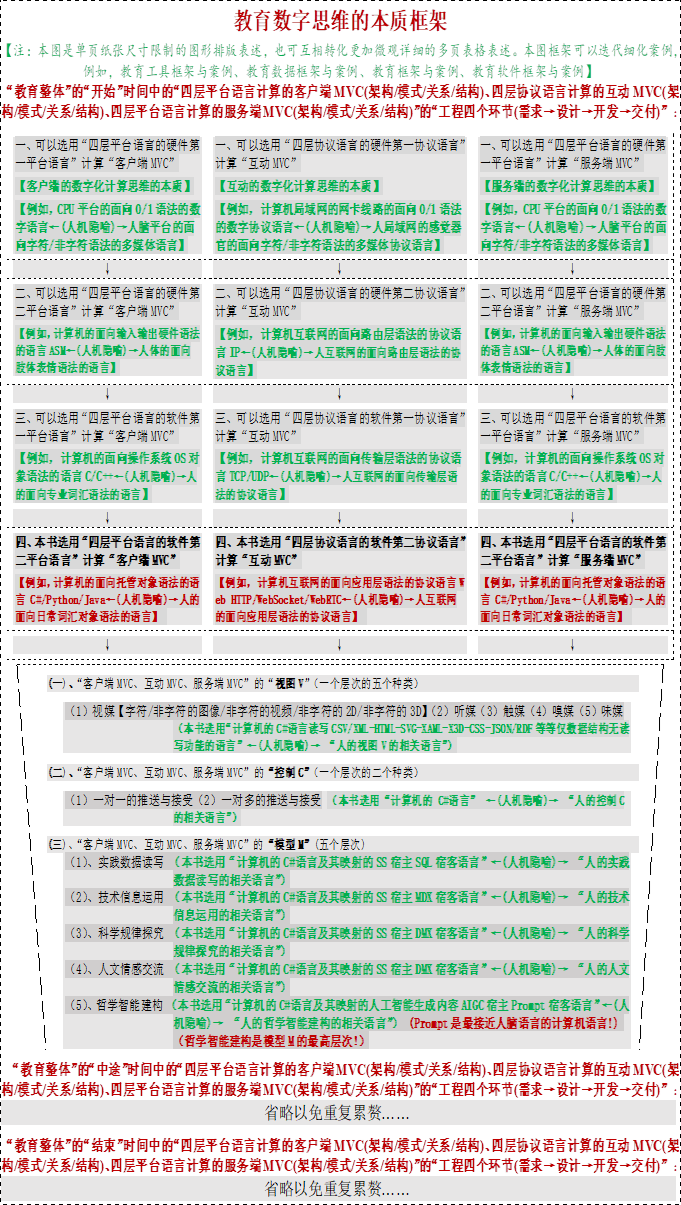 教育数字思维的本质框架
【注：本图是单页纸张尺寸限制的图形排版表述，也可互相转化更加微观详细的多页表格表述。本图框架可以迭代细化案例，
例如，教育工具框架与案例、教育数据框架与案例、教育框架与案例、教育软件框架与案例】
“教育整体”的“开始”时间中的“四层平台语言计算的客户端MVC(架构/模式/关系/结构)、四层协议语言计算的互动MVC(架
构/模式/关系/结构)、四层平台语言计算的服务端MVC(架构/模式/关系/结构)”的“工程四个环节(需求→设计→开发→交付)”：
一、可以选用“四层平台语言的硬件第
一平台语言”计算“客户端MVC”
【客户端的数字化计算思维的本质】
【例如，CPU平台的面向0/1语法的数
字语言←(人机隐喻)→人脑平台的面
向字符/非字符语法的多媒体语言】
一、可以选用“四层协议语言的硬件第一协议语言”
计算“互动MVC”
【互动的数字化计算思维的本质】
【例如，计算机局域网的网卡线路的面向0/1语法
的数字协议语言←(人机隐喻)→人局域网的感觉器
官的面向字符/非字符语法的多媒体协议语言】
一、可以选用“四层平台语言的硬件第
一平台语言”计算“服务端MVC”
【服务端的数字化计算思维的本质】
【例如，CPU平台的面向0/1语法的数
字语言←(人机隐喻)→人脑平台的面
向字符/非字符语法的多媒体语言】
↓
↓
↓
二、可以选用“四层平台语言的硬件第
二平台语言”计算“客户端MVC”
【例如，计算机的面向输入输出硬件语法
的语言ASM←(人机隐喻)→人体的面向
肢体表情语法的语言】
二、可以选用“四层协议语言的硬件第二协议语言”
计算“互动MVC”
【例如，计算机互联网的面向路由层语法的协议语
言IP←(人机隐喻)→人互联网的面向路由层语法的协
议语言】
二、可以选用“四层平台语言的硬件第
二平台语言”计算“服务端MVC”
【例如，计算机的面向输入输出硬件语法
的语言ASM←(人机隐喻)→人体的面向肢
体表情语法的语言】
↓
↓
↓
三、可以选用“四层平台语言的软件第
一平台语言”计算“客户端MVC”
【例如，计算机的面向操作系统OS对
象语法的语言C/C++←(人机隐喻)→人
的面向专业词汇语法的语言】
三、可以选用“四层协议语言的软件第一协议语言”
计算“互动MVC”
【例如，计算机互联网的面向传输层语法的协议语
言TCP/UDP←(人机隐喻)→人互联网的面向传输层语
法的协议语言】
三、可以选用“四层平台语言的软件第
一平台语言”计算“服务端MVC”
【例如，计算机的面向操作系统OS对
象语法的语言C/C++←(人机隐喻)→人
的面向专业词汇语法的语言】
↓
↓
↓
四、本书选用“四层平台语言的软件第
二平台语言”计算“客户端MVC”
【例如，计算机的面向托管对象语法的语
言C#/Python/Java←(人机隐喻)→人的
面向日常词汇对象语法的语言】
四、本书选用“四层协议语言的软件第二协议语言”
计算“互动MVC”
【例如，计算机互联网的面向应用层语法的协议语言W
eb HTTP/WebSocket/WebRTC←(人机隐喻)→人互联网
的面向应用层语法的协议语言】
四、本书选用“四层平台语言的软件第
二平台语言”计算“服务端MVC”
【例如，计算机的面向托管对象语法的语
言C#/Python/Java←(人机隐喻)→人的
面向日常词汇对象语法的语言】
↓
↓
↓
(一)、“客户端MVC、互动MVC、服务端MVC”的“视图V”(一个层次的五个种类)
(1)视媒【字符/非字符的图像/非字符的视频/非字符的2D/非字符的3D】(2)听媒(3)触媒(4)嗅媒(5)味媒
(本书选用“计算机的C#语言读写CSV/XML-HTML-SVG-XAML-X3D-CSS-JSON/RDF等等仅数据结构无读
写功能的语言”←(人机隐喻)→“人的视图V的相关语言”)
(二)、“客户端MVC、互动MVC、服务端MVC”的“控制C”(一个层次的二个种类)
(1)一对一的推送与接受(2)一对多的推送与接受 (本书选用“计算机的C#语言”←(人机隐喻)→“人的控制C
的相关语言”)
(三)、“客户端MVC、互动MVC、服务端MVC”的“模型M”(五个层次)
(1)、实践数据读写 (本书选用“计算机的C#语言及其映射的SS宿主SQL宿客语言”←(人机隐喻)→“人的实践
数据读写的相关语言”)
(2)、技术信息运用 (本书选用“计算机的C#语言及其映射的SS宿主MDX宿客语言”←(人机隐喻)→“人的技术
信息运用的相关语言”)
(3)、科学规律探究 (本书选用“计算机的C#语言及其映射的SS宿主DMX宿客语言”←(人机隐喻)→“人的科学
规律探究的相关语言”)
(4)、人文情感交流 (本书选用“计算机的C#语言及其映射的SS宿主DMX宿客语言”←(人机隐喻)→“人的人文
情感交流的相关语言”)
(5)、哲学智能建构 (本书选用“计算机的C#语言及其映射的人工智能生成内容AIGC宿主Prompt宿客语言”←(人
机隐喻)→“人的哲学智能建构的相关语言”)(Prompt是最接近人脑语言的计算机语言!)
(哲学智能建构是模型M的最高层次!)
“教育整体”的“中途”时间中的“四层平台语言计算的客户端MVC(架构/模式/关系/结构)、四层协议语言计算的互动MVC(架
构/模式/关系/结构)、四层平台语言计算的服务端MVC(架构/模式/关系/结构)”的“工程四个环节(需求→设计→开发→交付)”：
省略以免重复累赘……
“教育整体”的“结束”时间中的“四层平台语言计算的客户端MVC(架构/模式/关系/结构)、四层协议语言计算的互动MVC(架
构/模式/关系/结构)、四层平台语言计算的服务端MVC(架构/模式/关系/结构)”的“工程四个环节(需求→设计→开发→交付)”：
省略以免重复累赘……